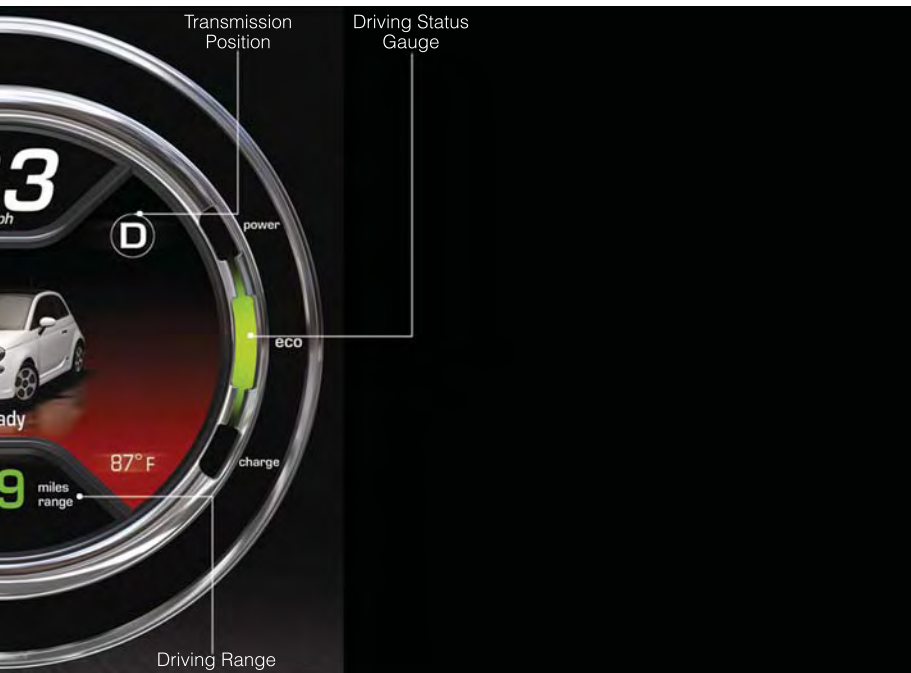 Transmission
Position
Driving Status
Gauge
3
ph
D
power
eco
ady
87° F
charge
9
miles
range
Driving Range